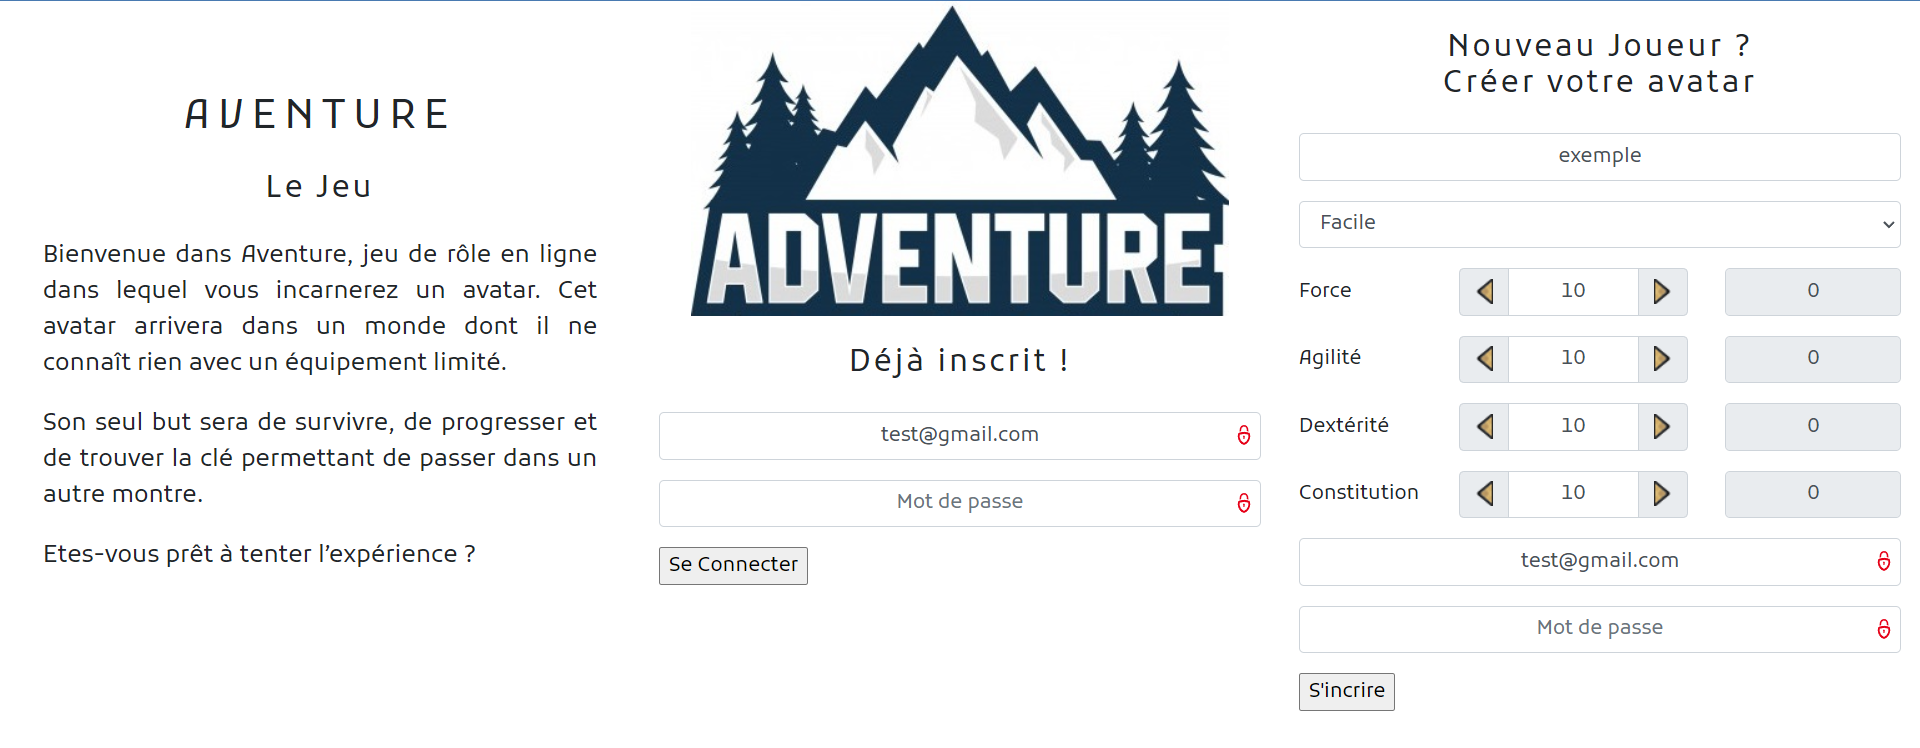 AVENTURE
Le Jeu
Bienvenue dans Aventure, jeu de rôle en ligne
dans lequel vous incarnerez un avatar. Cet
avatar arrivera dans un monde dont il ne
connaît rien avec un équipement limité.
Son seul but sera de survivre, de progresser et
de trouver la clé permettant de passer dans un
autre montre.
Etes-vous prêt à tenter l’expérience ?
ADVENTURE
Déjà inscrit !
test@gmail.com
Mot de passe
Se Connecter
Nouveau Joueur ?
Créer votre avatar
exemple
Facile
Force 10 0
Agilité 10 0
Dextérité 10 0
Constitution 10 0
test@gmail.com
Mot de passe
S'incrire